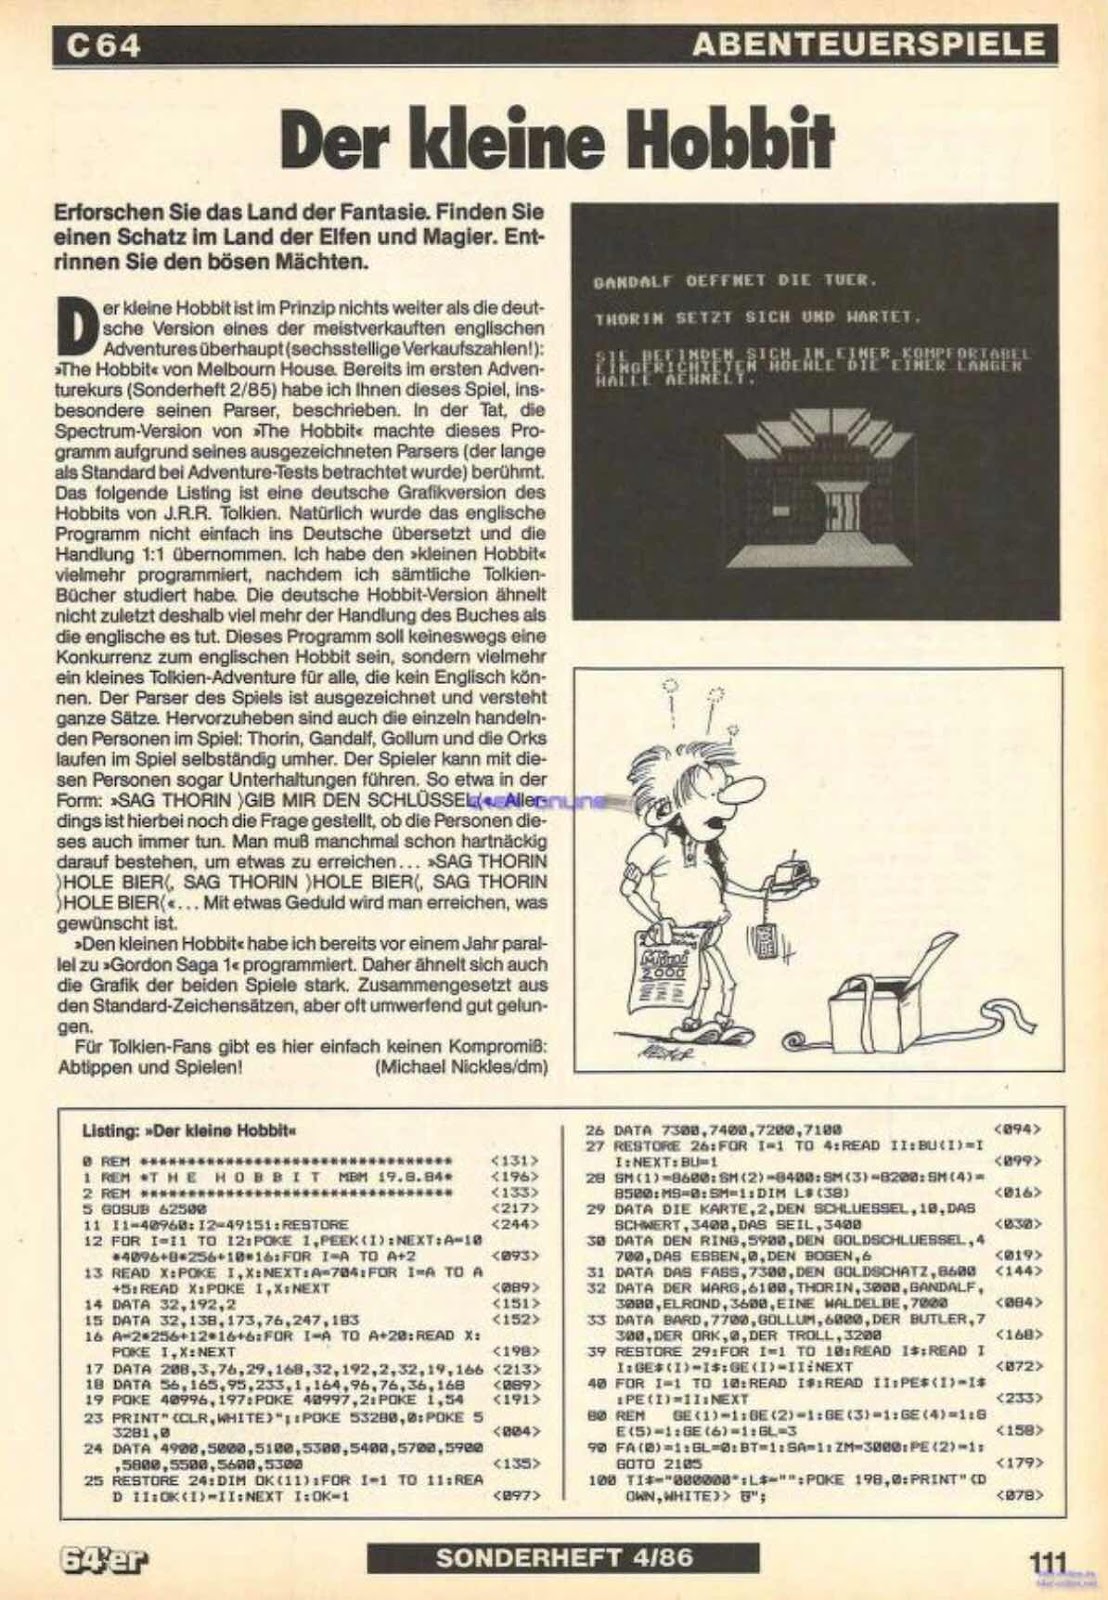 C64
ABENTEUERSPIELE
Der kleine Hobbit
Erforschen Sie das Land der Fantasie. Finden Sie
einen Schatz im Land der Elfen und Magier. Ent-
rinnen Sie den bösen Mächten.
Der kleine Hobbit ist im Prinzip nichts weiter als die deut-
sche Version eines der meistverkauften englischen
Adventures überhaupt (sechsstellige Verkaufszahlen!):
»The Hobbit« von Melbourn House. Bereits im ersten Adven-
turekurs (Sonderheft 2/85) habe ich Ihnen dieses Spiel, ins-
besondere seinen Parser, beschrieben. In der Tat, die
Spectrum-Version von »The Hobbit« machte dieses Pro-
gramm aufgrund seines ausgezeichneten Parsers (der lange
als Standard bei Adventure-Tests betrachtet wurde) berühmt.
Das folgende Listing ist eine deutsche Grafikversion des
Hobbits von J.R.R. Tolkien. Natürlich wurde das englische
Programm nicht einfach ins Deutsche übersetzt und die
Handlung 1:1 übernommen. Ich habe den »kleinen Hobbit«
vielmehr programmiert, nachdem ich sämtliche Tolkien-
Bücher studiert habe. Die deutsche Hobbit-Version ähnelt
nicht zuletzt deshalb viel mehr der Handlung des Buches als
die englische es tut. Dieses Programm soll keineswegs eine
Konkurrenz zum englischen Hobbit sein, sondern vielmehr
ein kleines Tolkien-Adventure für alle, die kein Englisch kön-
nen. Der Parser des Spiels ist ausgezeichnet und versteht
ganze Sätze. Hervorzuheben sind auch die einzeln handeln-
den Personen im Spiel: Thorin, Gandalf, Gollum und die Orks
laufen im Spiel selbständig umher. Der Spieler kann mit die-
sen Personen sogar Unterhaltungen führen. So etwa in der
Form: »SAG THORIN )GIB MIR DEN SCHLÜSSEL(« Aller-
dings ist hierbei noch die Frage gestellt, ob die Personen die-
ses auch immer tun. Man muß manchmal schon hartnäckig
darauf bestehen, um etwas zu erreichen... »SAG THORIN
)HOLE BIER(, SAG THORIN )HOLE BIER(, SAG THORIN
)HOLE BIER(«... Mit etwas Geduld wird man erreichen, was
gewünscht ist.
»Den kleinen Hobbit« habe ich bereits vor einem Jahr paral-
lel zu »Gordon Saga 1« programmiert. Daher ähnelt sich auch
die Grafik der beiden Spiele stark. Zusammengesetzt aus
den Standard-Zeichensätzen, aber oft umwerfend gut gelun-
gen.
Für Tolkien-Fans gibt es hier einfach keinen Kompromiß:
Abtippen und Spielen! (Michael Nickles/dm)
GANDALF OEFFNET DIE TUER.
THORIN SETZT SICH UND WARTET.
SIE BEFINDEN SICH IN EINER KOMPFORTABEL
EINGERICHTETEN HOEHLE DIE EINER LANGEN
HALLE AEHNELT.
Mini
2000
Listing: »Der kleine Hobbit«
0 REM ******************************** <131>
1 REM *T H E   H O B B I T  MBM 19.8.84* <196>
2 REM ******************************** <133>
5 GOSUB 62500 <217>
11 I1=40960:I2=49151:RESTORE <244>
12 FOR I=I1 TO I2:POKE I,PEEK(I):NEXT:A=10
*4096+8*256+10*16:FOR I=A TO A+2 <093>
13 READ X:POKE I,X:NEXT:A=704:FOR I=A TO A
+5:READ X:POKE I,X:NEXT <089>
14 DATA 32,192,2 <151>
15 DATA 32,138,173,76,247,183 <152>
16 A=2*256+12*16+6:FOR I=A TO A+20:READ X:
POKE I,X:NEXT <198>
17 DATA 208,3,76,29,168,32,192,2,32,19,166 <213>
18 DATA 56,165,95,233,1,164,96,76,36,168 <089>
19 POKE 40996,197:POKE 40997,2:POKE 1,54 <191>
23 PRINT"{CLR,WHITE}";:POKE 53280,0:POKE 5
3281,0 <004>
24 DATA 4900,5000,5100,5300,5400,5700,5900
,5800,5500,5600,5300 <135>
25 RESTORE 24:DIM OK(11):FOR I=1 TO 11:REA
D II:OK(I)=II:NEXT I:OK=1 <097>
26 DATA 7300,7400,7200,7100 <094>
27 RESTORE 26:FOR I=1 TO 4:READ II:BU(I)=I
I:NEXT:BU=1 <099>
28 SM(1)=8600:SM(2)=8400:SM(3)=8200:SM(4)=
8500:MS=0:SM=1:DIM L$(38) <016>
29 DATA DIE KARTE,2,DEN SCHLUESSEL,10,DAS
SCHWERT,3400,DAS SEIL,3400 <030>
30 DATA DEN RING,5900,DEN GOLDSCHLUESSEL,4
700,DAS ESSEN,0,DEN BOGEN,6 <019>
31 DATA DAS FASS,7300,DEN GOLDSCHATZ,8600 <144>
32 DATA DER WARG,6100,THORIN,3000,GANDALF,
3000,ELROND,3600,EINE WALDELBE,7000 <084>
33 DATA BARD,7700,GOLLUM,6000,DER BUTLER,7
300,DER ORK,0,DER TROLL,3200 <168>
39 RESTORE 29:FOR I=1 TO 10:READ I$:READ I
I:GE$(I)=I$:GE(I)=II:NEXT <072>
40 FOR I=1 TO 10:READ I$:READ II:PE$(I)=I$
:PE(I)=II:NEXT <233>
80 REM   GE(1)=1:GE(2)=1:GE(3)=1:GE(4)=1:G
E(5)=1:GE(6)=1:GL=3 <158>
90 FA(0)=1:GL=0:BT=1:SA=1:ZM=3000:PE(2)=1:
GOTO 2105 <179>
100 TI$="000000":L$="":POKE 198,0:PRINT"{D
OWN,WHITE}> "; <078>
64'er
SONDERHEFT 4/86
111